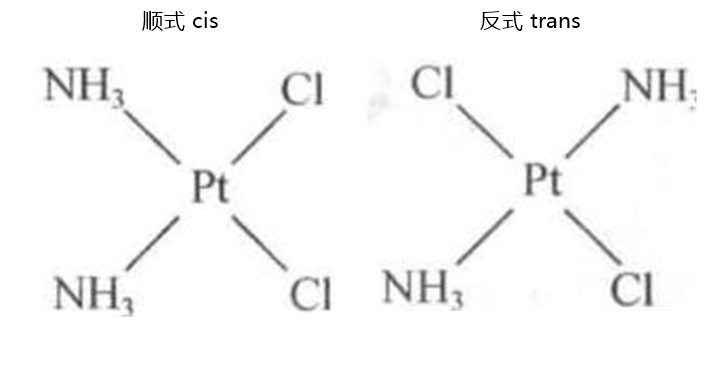 顺式 cis
反式 trans
NH₃ Cl
Pt
NH₃ Cl
Cl NH₃
Pt
NH₃ Cl